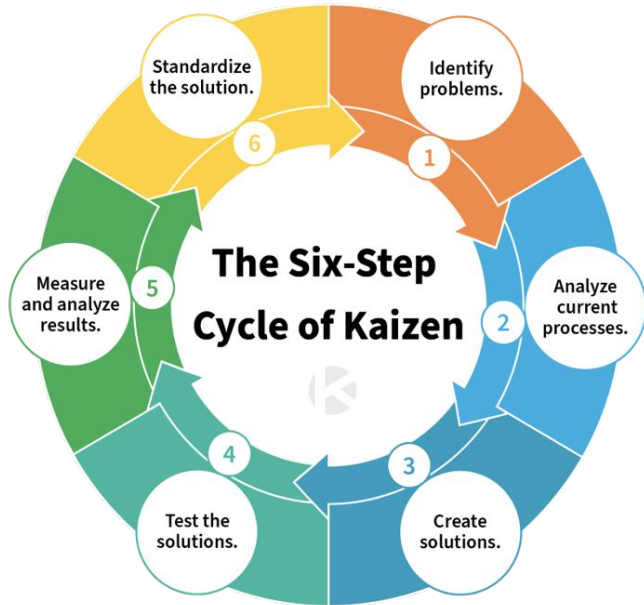 The Six-Step
Cycle of Kaizen
1
Identify
problems.
2
Analyze
current
processes.
3
Create
solutions.
4
Test the
solutions.
5
Measure
and analyze
results.
6
Standardize
the solution.